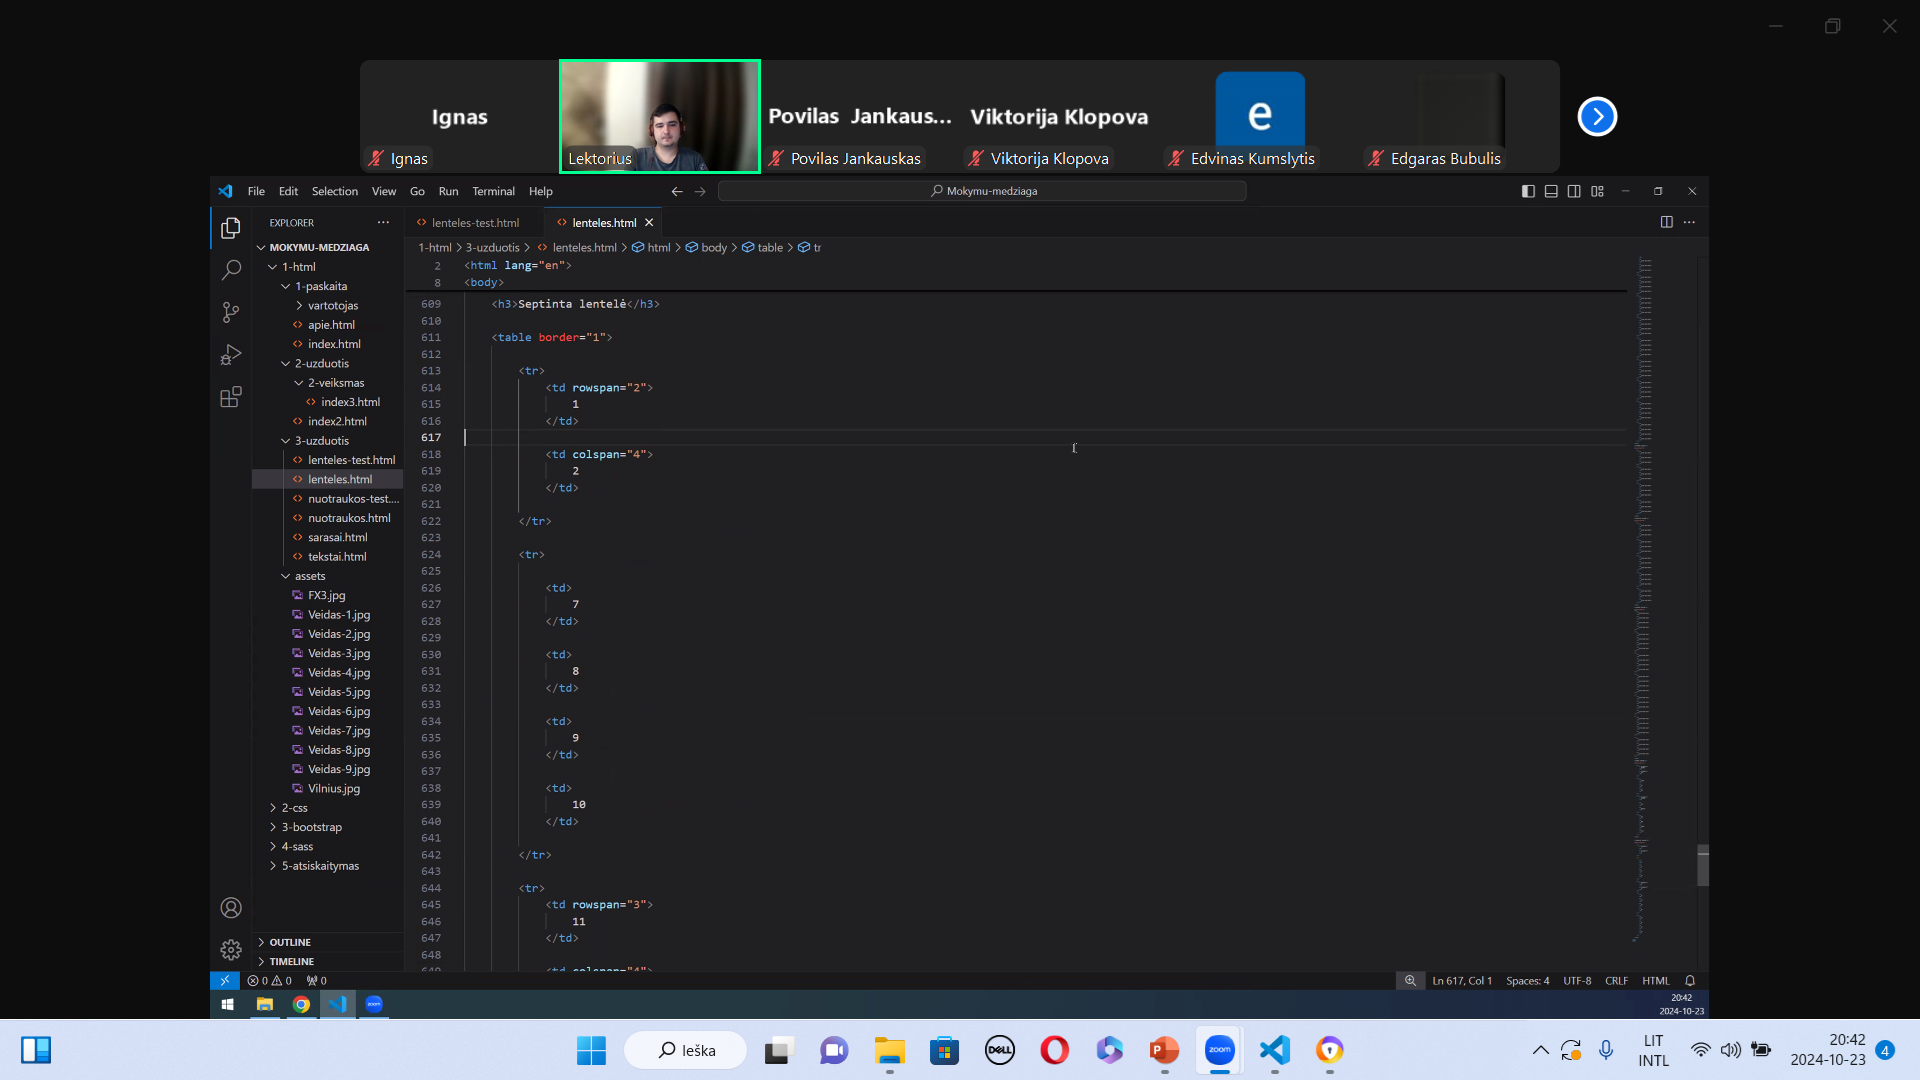 Ignas
Ignas
Lektorius
Povilas Jankaus...
Povilas Jankauskas
Viktorija Klopova
Viktorija Klopova
e
Edvinas Kumslytis
Edgaras Bubulis
File Edit Selection View Go Run Terminal Help
Mokymu-medziaga
EXPLORER
MOKYMU-MEDZIAGA
1-html
1-paskaita
vartotojas
apie.html
index.html
2-uzduotis
2-veiksmas
index3.html
index2.html
3-uzduotis
lenteles-test.html
lenteles.html
nuotraukos-test....
nuotraukos.html
sarasai.html
tekstai.html
assets
FX3.jpg
Veidas-1.jpg
Veidas-2.jpg
Veidas-3.jpg
Veidas-4.jpg
Veidas-5.jpg
Veidas-6.jpg
Veidas-7.jpg
Veidas-8.jpg
Veidas-9.jpg
Vilnius.jpg
2-css
3-bootstrap
4-sass
5-atsiskaitymas
OUTLINE
TIMELINE
lenteles-test.html lenteles.html
1-html > 3-uzduotis > lenteles.html > html > body > table > tr
2 <html lang="en">
8 <body>
609 <h3>Septinta lentelė</h3>
610
611 <table border="1">
612
613 <tr>
614 <td rowspan="2">
615 1
616 </td>
617
618 <td colspan="4">
619 2
620 </td>
621
622 </tr>
623
624 <tr>
625
626 <td>
627 7
628 </td>
629
630 <td>
631 8
632 </td>
633
634 <td>
635 9
636 </td>
637
638 <td>
639 10
640 </td>
641
642 </tr>
643
644 <tr>
645 <td rowspan="3">
646 11
647 </td>
648
649 <td colspan="4">
0 0 0 Ln 617, Col 1 Spaces: 4 UTF-8 CRLF HTML
zoom
20:42
2024-10-23
Ieška
DELL
P
zoom
LIT
INTL
20:42
2024-10-23
4